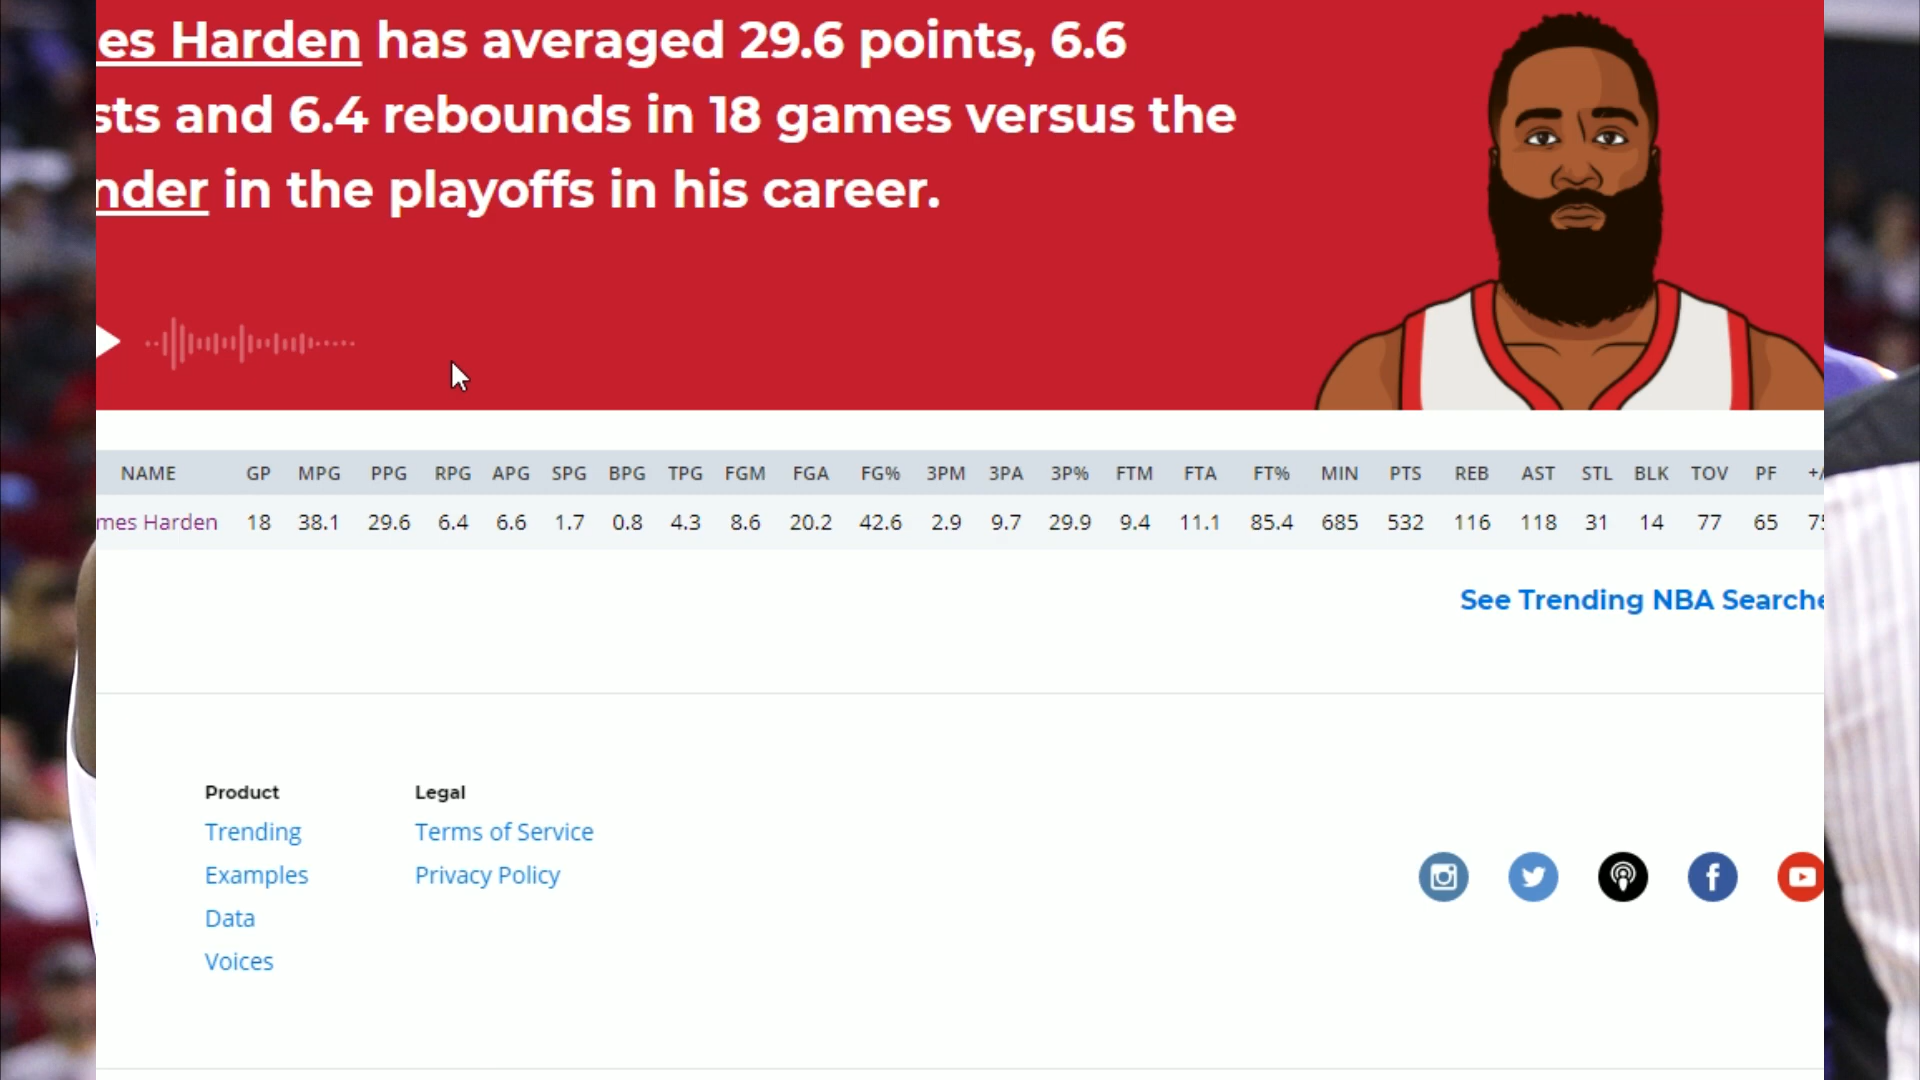 es Harden has averaged 29.6 points, 6.6
sts and 6.4 rebounds in 18 games versus the
nder in the playoffs in his career.
NAME GP MPG PPG RPG APG SPG BPG TPG FGM FGA FG% 3PM 3PA 3P% FTM FTA FT% MIN PTS REB AST STL BLK TOV PF +/
mes Harden 18 38.1 29.6 6.4 6.6 1.7 0.8 4.3 8.6 20.2 42.6 2.9 9.7 29.9 9.4 11.1 85.4 685 532 116 118 31 14 77 65 75
See Trending NBA Searche
Product Legal
Trending Terms of Service
Examples Privacy Policy
Data
Voices